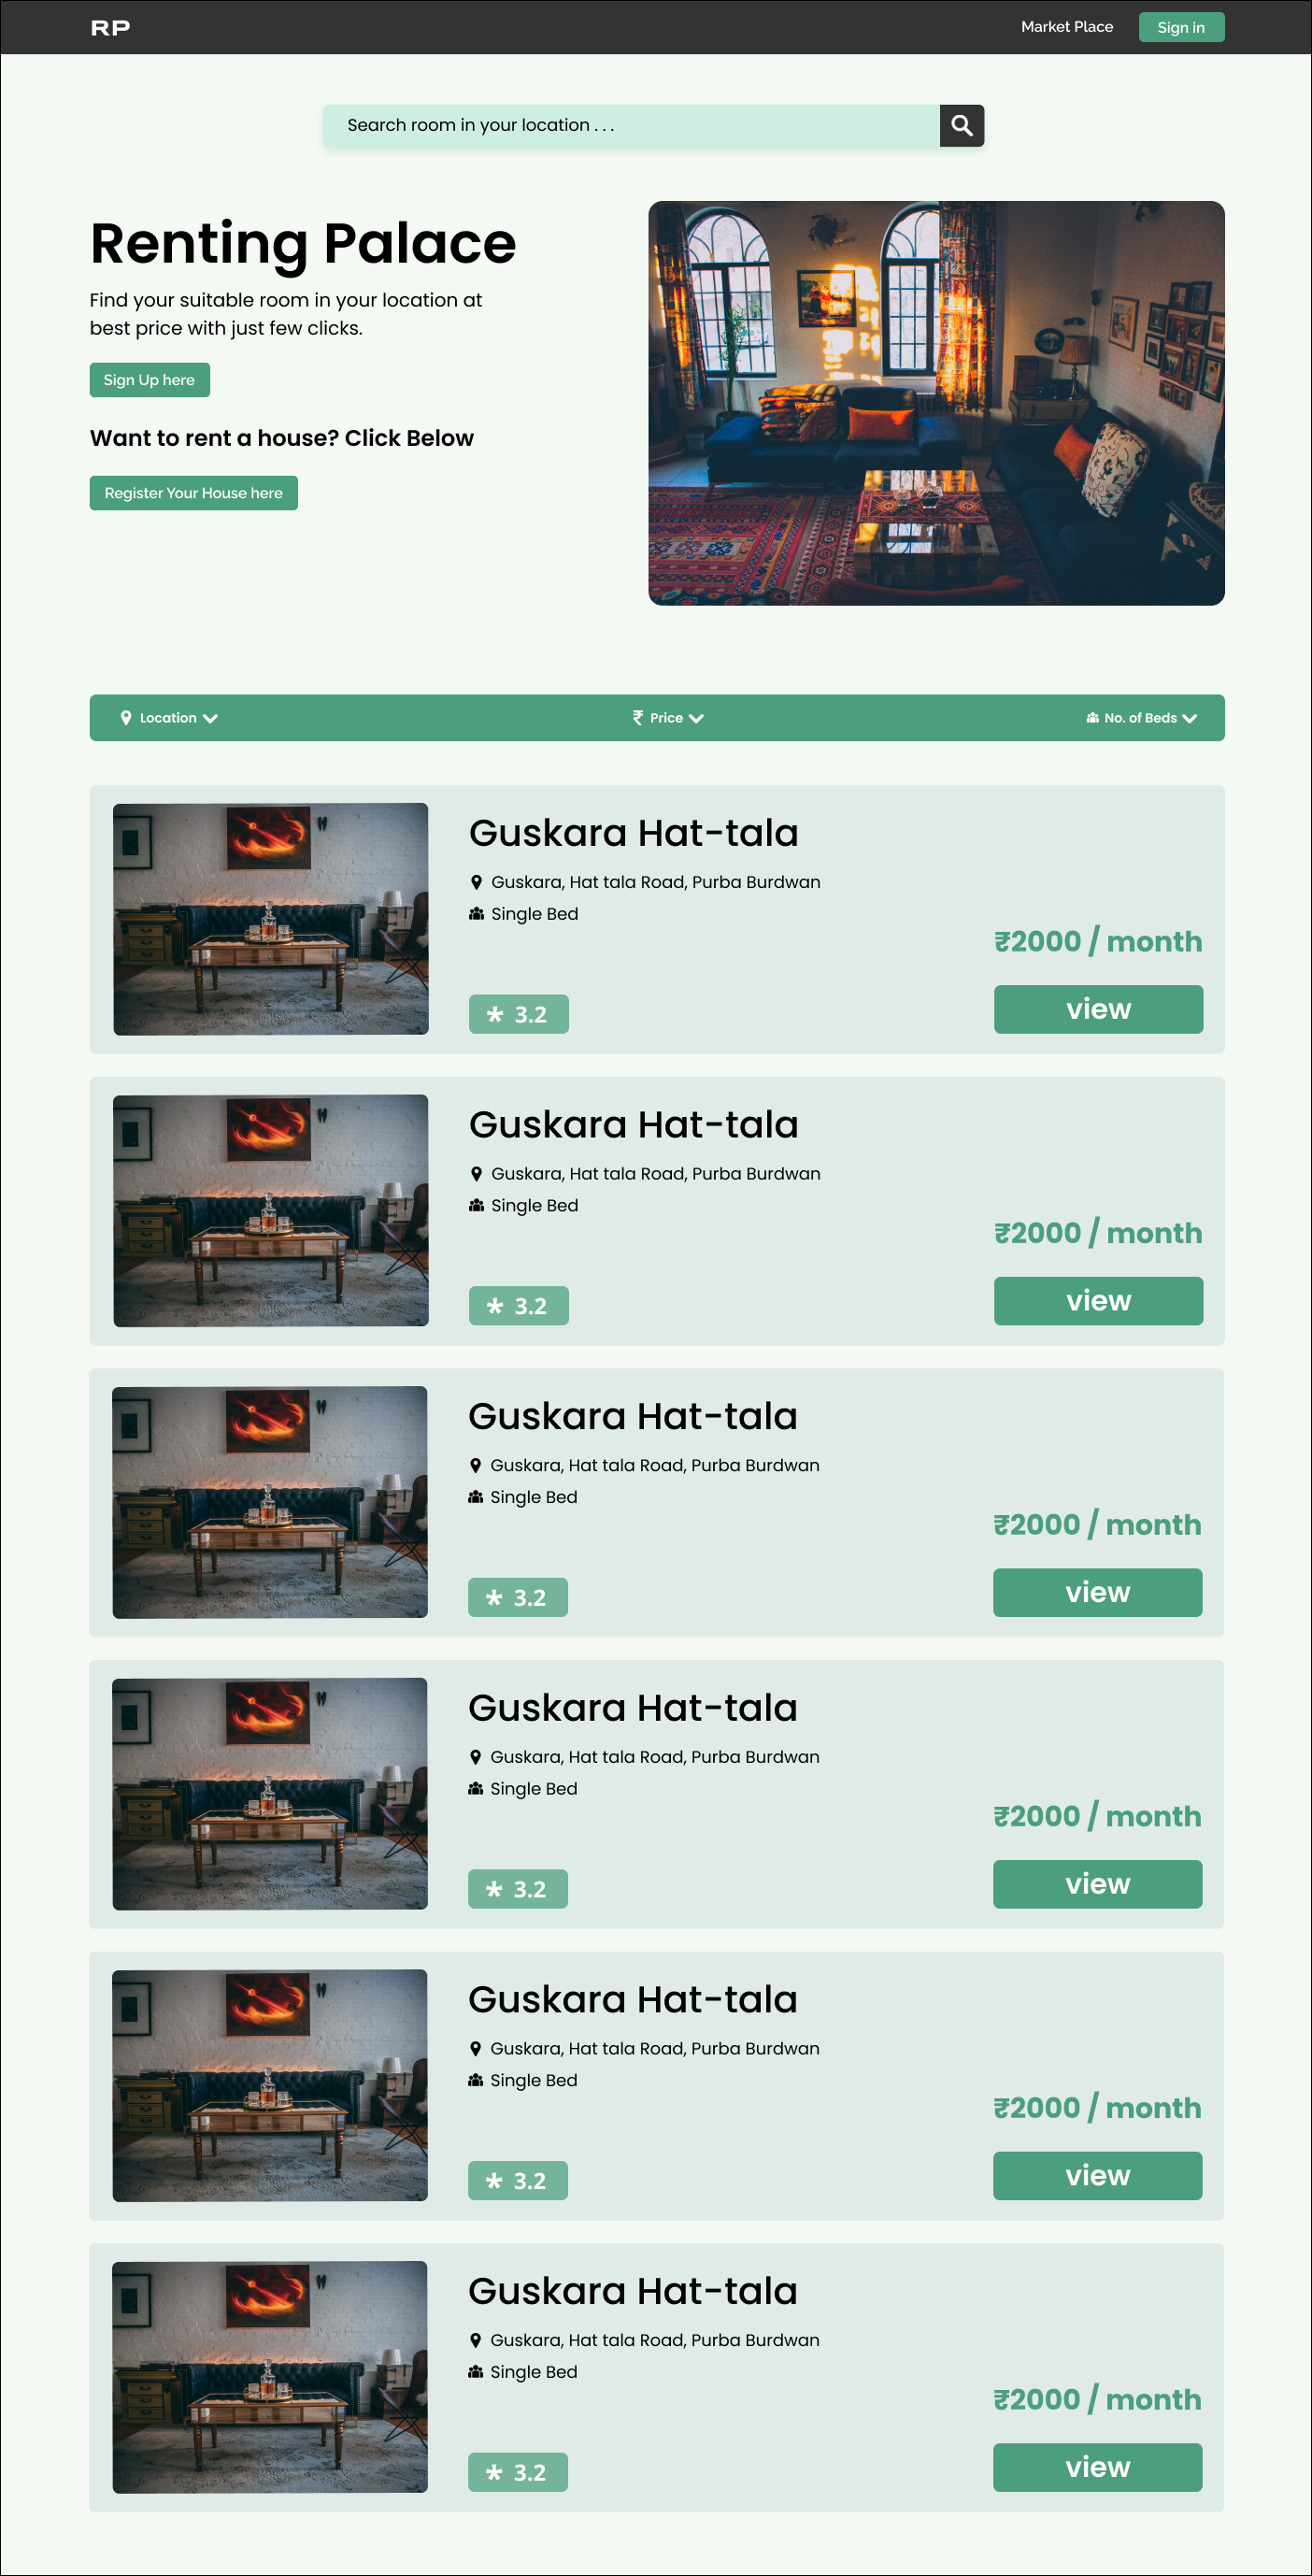 RP
Market Place
Sign in
Search room in your location . . .
Renting Palace
Find your suitable room in your location at
best price with just few clicks.
Sign Up here
Want to rent a house? Click Below
Register Your House here
Location
₹ Price
No. of Beds
Guskara Hat-tala
Guskara, Hat tala Road, Purba Burdwan
Single Bed
₹2000 / month
* 3.2
view
Guskara Hat-tala
Guskara, Hat tala Road, Purba Burdwan
Single Bed
₹2000 / month
* 3.2
view
Guskara Hat-tala
Guskara, Hat tala Road, Purba Burdwan
Single Bed
₹2000 / month
* 3.2
view
Guskara Hat-tala
Guskara, Hat tala Road, Purba Burdwan
Single Bed
₹2000 / month
* 3.2
view
Guskara Hat-tala
Guskara, Hat tala Road, Purba Burdwan
Single Bed
₹2000 / month
* 3.2
view
Guskara Hat-tala
Guskara, Hat tala Road, Purba Burdwan
Single Bed
₹2000 / month
* 3.2
view